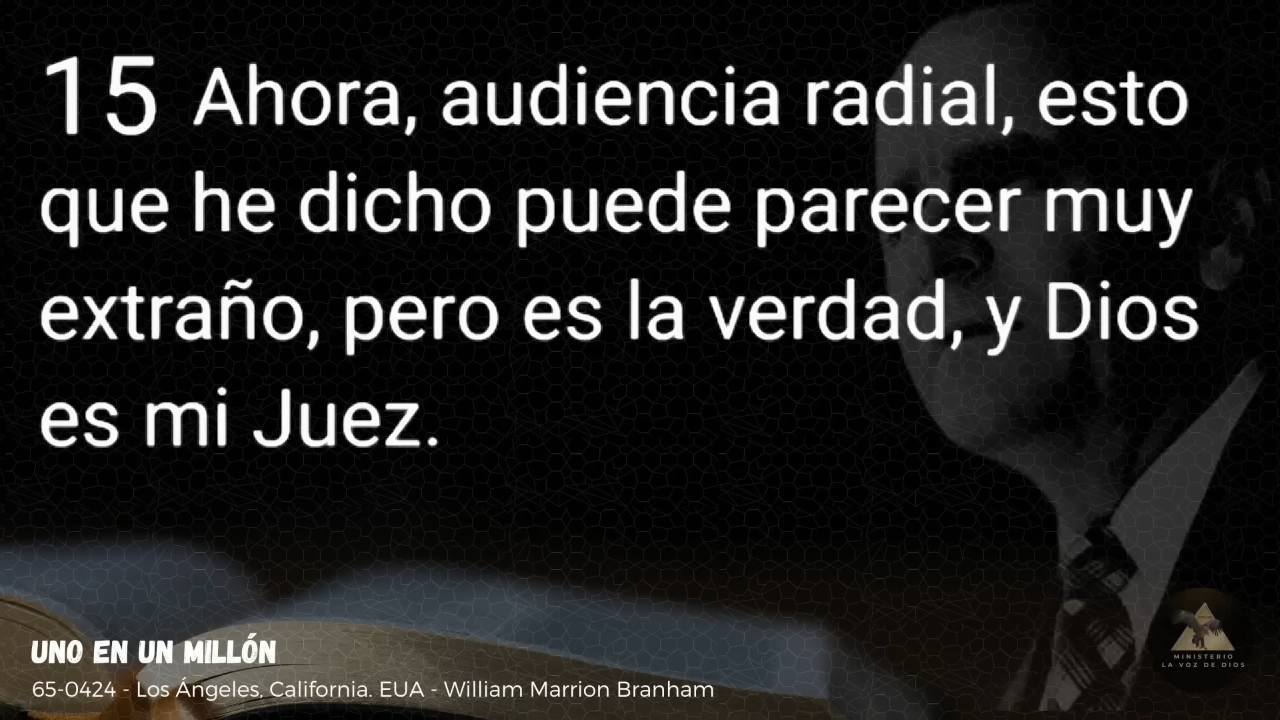 15 Ahora, audiencia radial, esto
que he dicho puede parecer muy
extraño, pero es la verdad, y Dios
es mi Juez.
UNO EN UN MILLÓN
65-0424 - Los Ángeles, California. EUA - William Marrion Branham
MINISTERIO
LA VOZ DE DIOS